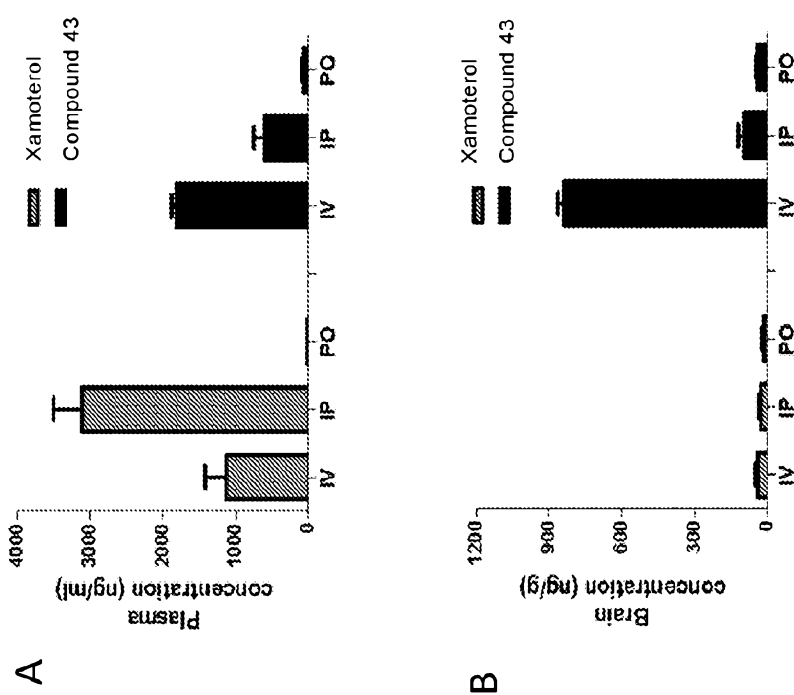 A
Plasma
concentration (ng/ml)
4000
3000
2000
1000
0
IV
IP
PO
IV
IP
PO
Xamoterol
Compound 43
B
Brain
concentration (ng/g)
1200
900
600
300
0
IV
IP
PO
IV
IP
PO
Xamoterol
Compound 43